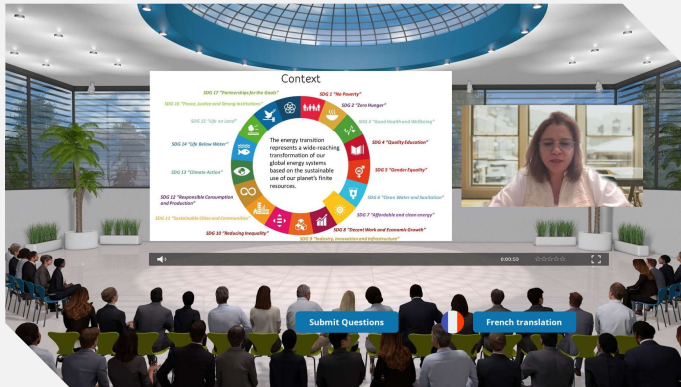 Context
SDG 17 "Partnerships for the Goals"
SDG 1 "No Poverty"
SDG 16 "Peace, Justice and Strong Institutions"
SDG 2 "Zero Hunger"
SDG 15 "Life on Land"
SDG 3 "Good Health and Wellbeing"
SDG 14 "Life Below Water"
SDG 4 "Quality Education"
SDG 13 "Climate Action"
SDG 5 "Gender Equality"
The energy transition
represents a wide-reaching
transformation of our
global energy systems
based on the sustainable
use of our planet's finite
resources.
SDG 12 "Responsible Consumption
and Production"
SDG 6 "Clean Water and Sanitation"
SDG 11 "Sustainable Cities and Communities"
SDG 7 "Affordable and clean energy"
SDG 10 "Reducing Inequality"
SDG 8 "Decent Work and Economic Growth"
SDG 9 "Industry, Innovation and Infrastructure"
0:00:50
Submit Questions
French translation